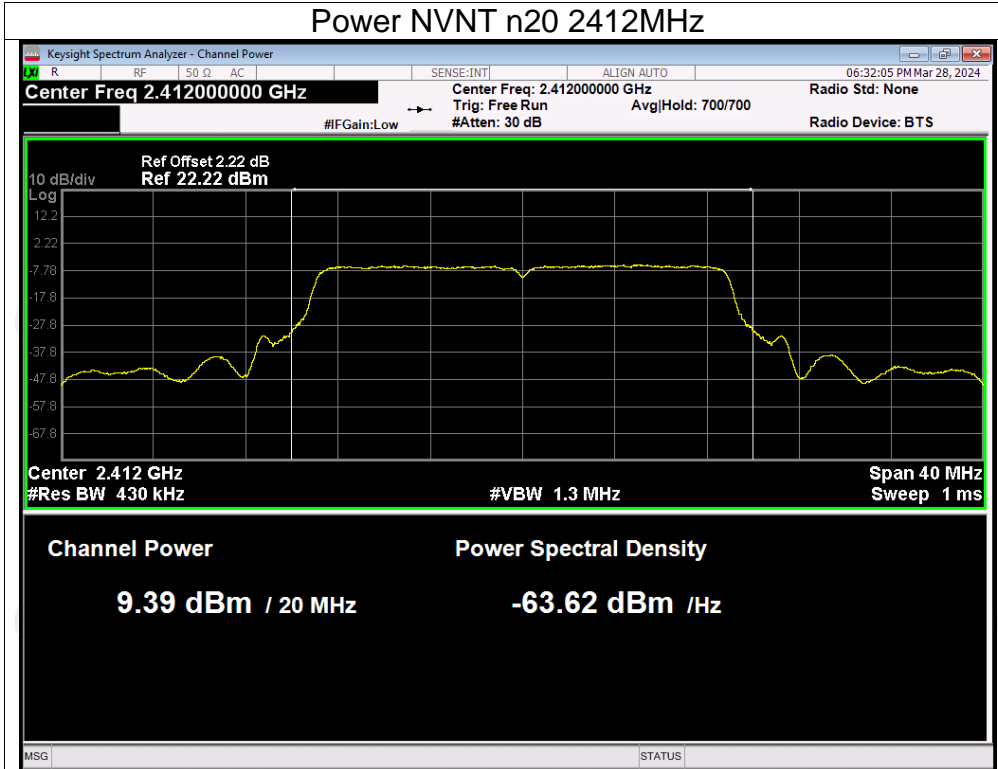 Power NVNT n20 2412MHz
Keysight Spectrum Analyzer - Channel Power
LXI R RF 50 Ω AC SENSE:INT ALIGN AUTO 06:32:05 PM Mar 28, 2024
Center Freq 2.412000000 GHz Center Freq: 2.412000000 GHz Radio Std: None
Trig: Free Run Avg|Hold: 700/700
#IFGain:Low #Atten: 30 dB Radio Device: BTS
Ref Offset 2.22 dB
10 dB/div Ref 22.22 dBm
Log
12.2
2.22
-7.78
-17.8
-27.8
-37.8
-47.8
-57.8
-67.8
Center 2.412 GHz Span 40 MHz
#Res BW 430 kHz #VBW 1.3 MHz Sweep 1 ms
Channel Power Power Spectral Density
9.39 dBm / 20 MHz -63.62 dBm /Hz
MSG STATUS